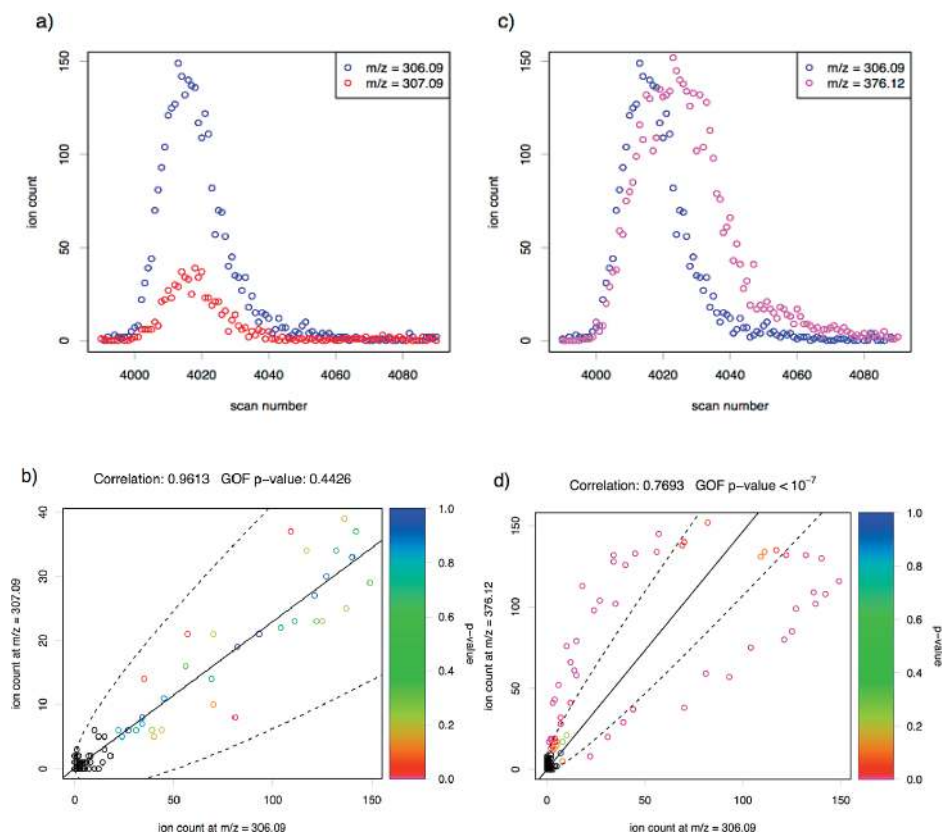 a)
m/z = 306.09
m/z = 307.09
ion count
0
50
100
150
4000
4020
4040
4060
4080
scan number
c)
m/z = 306.09
m/z = 376.12
ion count
0
50
100
150
4000
4020
4040
4060
4080
scan number
b)
Correlation: 0.9613 GOF p-value: 0.4426
ion count at m/z = 307.09
0
10
20
30
40
0
50
100
150
ion count at m/z = 306.09
1.0
0.8
0.6
0.4
0.2
0.0
p-value
d)
Correlation: 0.7693 GOF p-value < 10⁻⁷
ion count at m/z = 376.12
0
50
100
150
0
50
100
150
ion count at m/z = 306.09
1.0
0.8
0.6
0.4
0.2
0.0
p-value